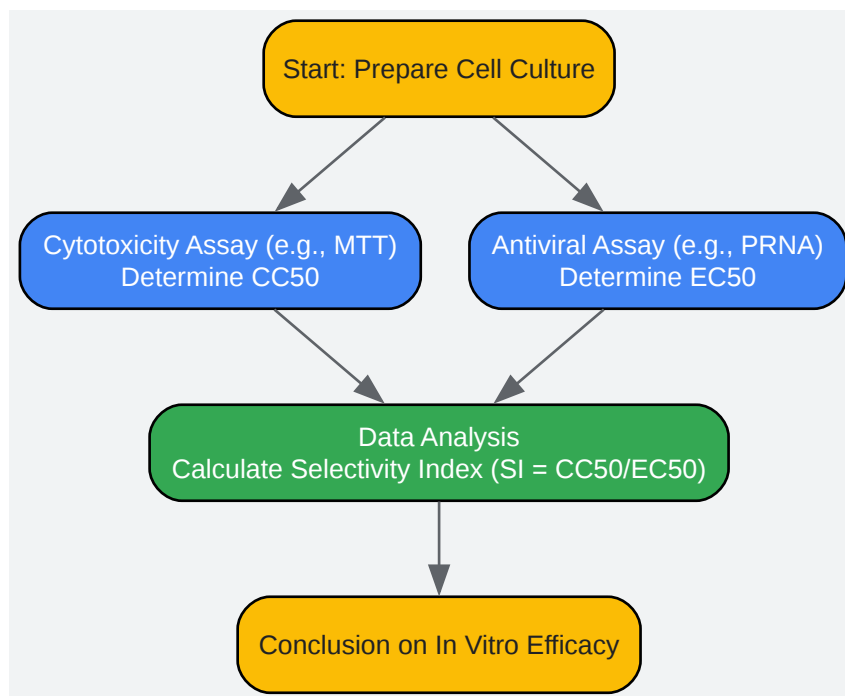 Start: Prepare Cell Culture
Cytotoxicity Assay (e.g., MTT)
Determine CC50
Antiviral Assay (e.g., PRNA)
Determine EC50
Data Analysis
Calculate Selectivity Index (SI = CC50/EC50)
Conclusion on In Vitro Efficacy